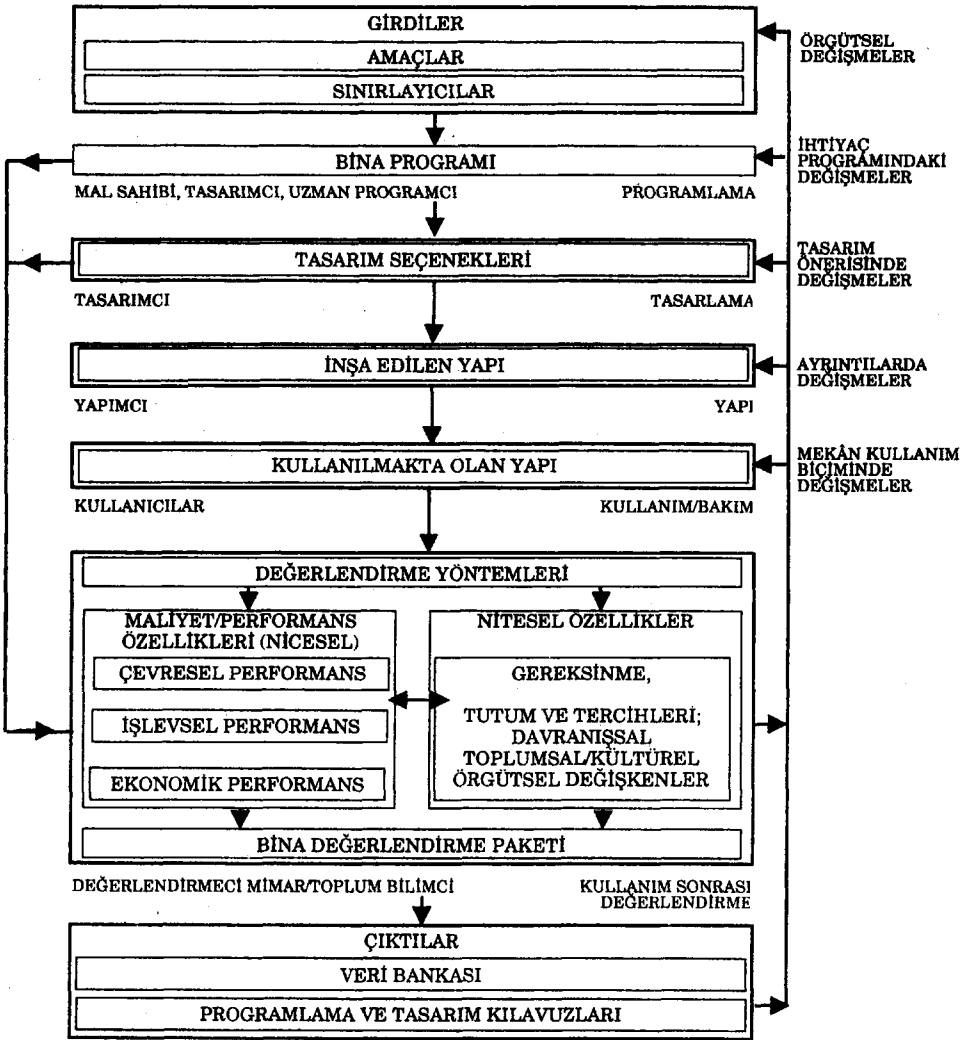 GİRDİLER
AMAÇLAR
SINIRLAYICILAR
ÖRGÜTSEL
DEĞİŞMELER
BİNA PROGRAMI
MAL SAHİBİ, TASARIMCI, UZMAN PROGRAMCI
PROGRAMLAMA
İHTİYAÇ
PROGRAMINDAKİ
DEĞİŞMELER
TASARIM SEÇENEKLERİ
TASARIMCI
TASARLAMA
TASARIM
ÖNERİSİNDE
DEĞİŞMELER
İNŞA EDİLEN YAPI
YAPIMCI
YAPI
AYRINTILARDA
DEĞİŞMELER
KULLANILMAKTA OLAN YAPI
KULLANICILAR
KULLANIM/BAKIM
MEKÂN KULLANIM
BİÇİMİNDE
DEĞİŞMELER
DEĞERLENDİRME YÖNTEMLERİ
MALİYET/PERFORMANS
ÖZELLİKLERİ (NİCESEL)
ÇEVRESEL PERFORMANS
İŞLEVSEL PERFORMANS
EKONOMİK PERFORMANS
NİTESEL ÖZELLİKLER
GEREKSİNME,
TUTUM VE TERCİHLERİ;
DAVRANIŞSAL
TOPLUMSAL/KÜLTÜREL
ÖRGÜTSEL DEĞİŞKENLER
BİNA DEĞERLENDİRME PAKETİ
DEĞERLENDİRMECİ MİMAR/TOPLUM BİLİMCİ
KULLANIM SONRASI
DEĞERLENDİRME
ÇIKTILAR
VERİ BANKASI
PROGRAMLAMA VE TASARIM KILAVUZLARI